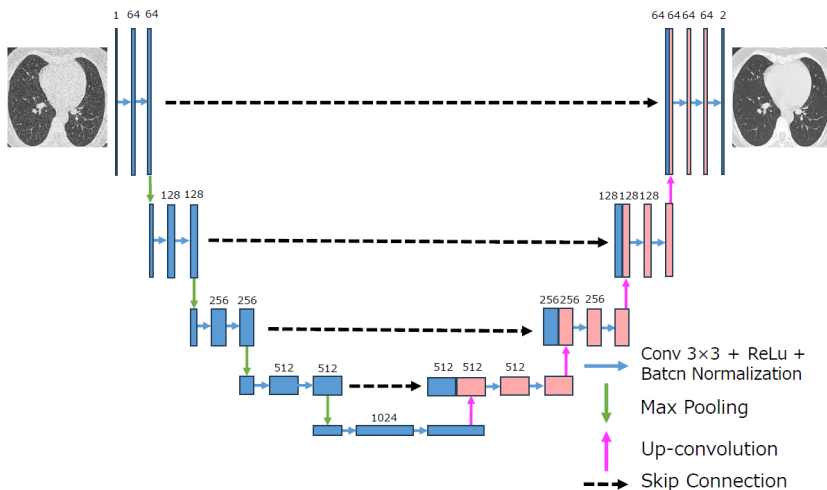 1 64 64
64 64 64 64 2
128 128
128 128 128
256 256
256 256 256
512 512
512 512 512
1024
Conv 3×3 + ReLu +
Batcn Normalization
Max Pooling
Up-convolution
Skip Connection